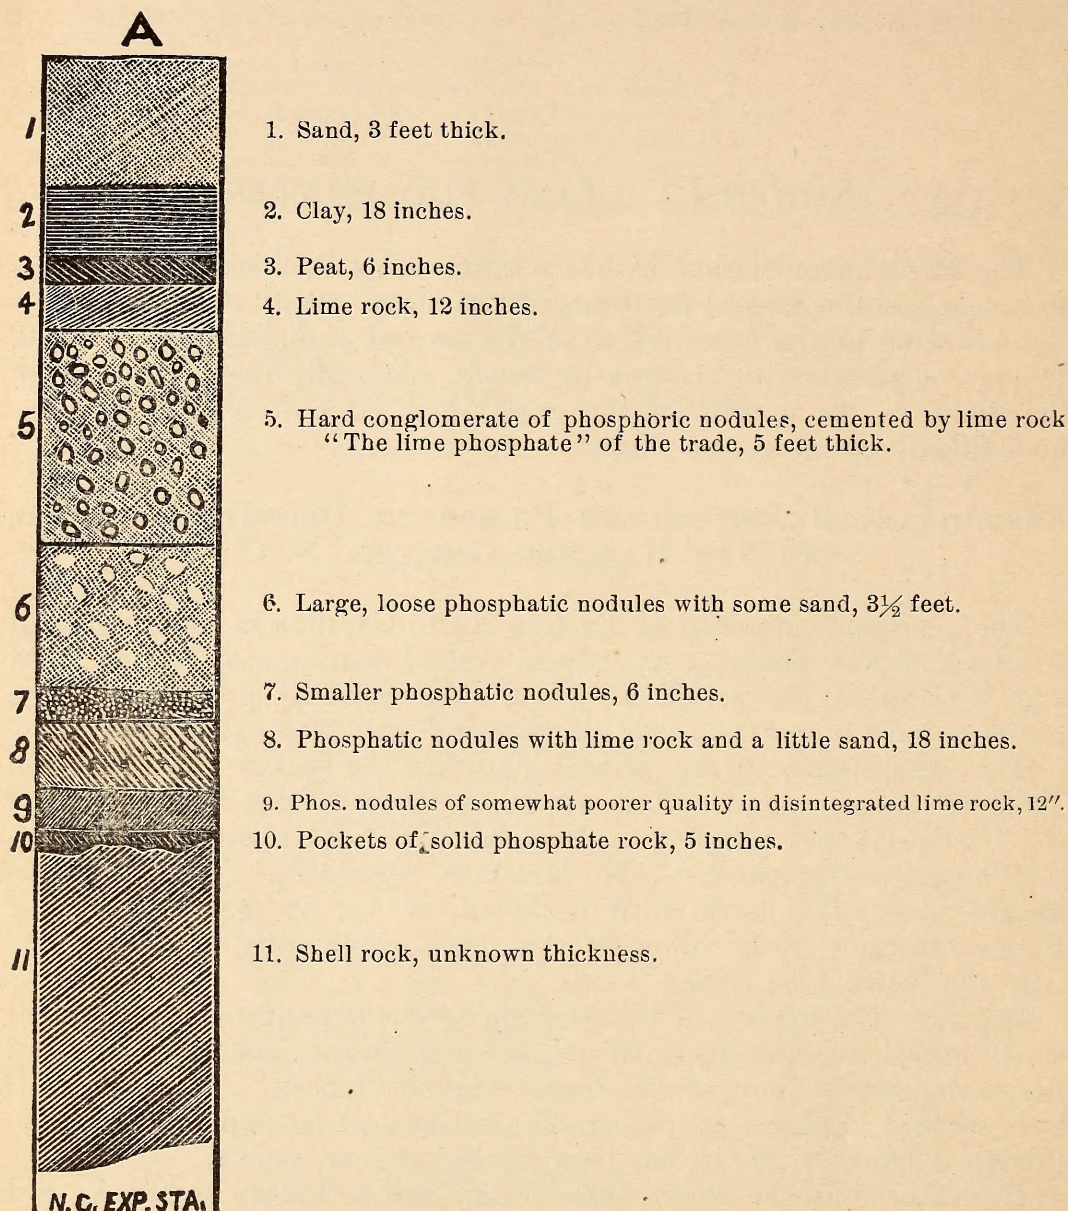 A
1
1. Sand, 3 feet thick.
2
2. Clay, 18 inches.
3
3. Peat, 6 inches.
4
4. Lime rock, 12 inches.
5
5. Hard conglomerate of phosphoric nodules, cemented by lime rock
“The lime phosphate” of the trade, 5 feet thick.
6
6. Large, loose phosphatic nodules with some sand, 3½ feet.
7
7. Smaller phosphatic nodules, 6 inches.
8
8. Phosphatic nodules with lime rock and a little sand, 18 inches.
9
9. Phos. nodules of somewhat poorer quality in disintegrated lime rock, 12″.
10
10. Pockets of solid phosphate rock, 5 inches.
11
11. Shell rock, unknown thickness.
N. C. EXP. STA.